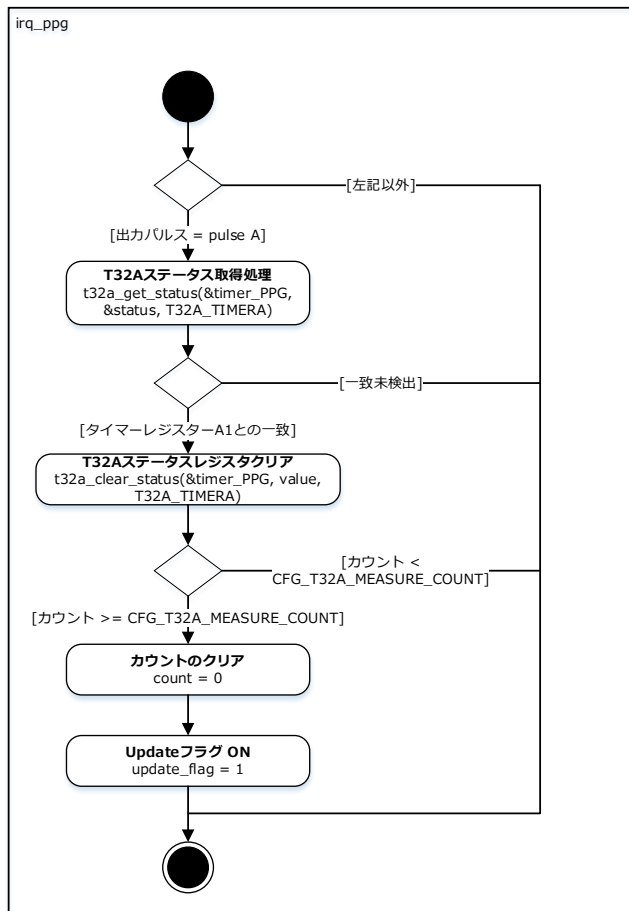 irq_ppg
[左記以外]
[出力パルス = pulse A]
T32Aステータス取得処理
t32a_get_status(&timer_PPG,
&status, T32A_TIMERA)
[一致未検出]
[タイマーレジスターA1との一致]
T32Aステータスレジスタクリア
t32a_clear_status(&timer_PPG, value,
T32A_TIMERA)
[カウント <
CFG_T32A_MEASURE_COUNT]
[カウント >= CFG_T32A_MEASURE_COUNT]
カウントのクリア
count = 0
Updateフラグ ON
update_flag = 1